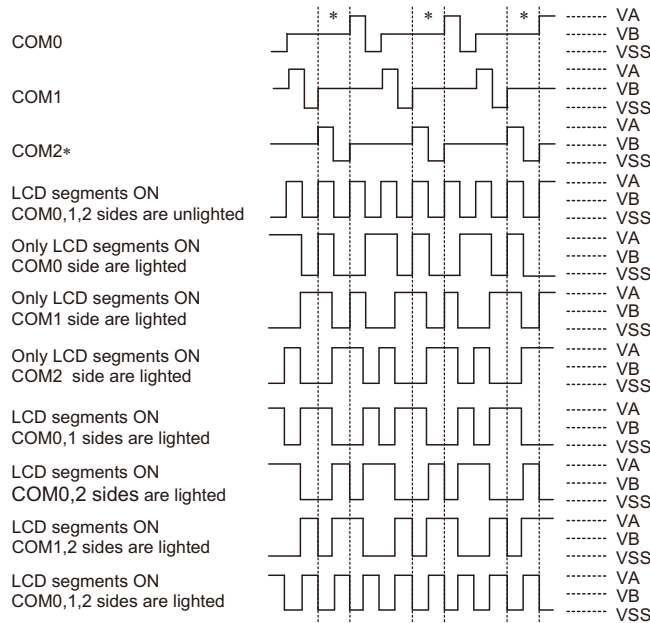 * * *
VA
COM0
VB
VSS
VA
COM1
VB
VSS
VA
COM2*
VB
VSS
LCD segments ON
COM0,1,2 sides are unlighted
VA
VB
VSS
Only LCD segments ON
COM0 side are lighted
VA
VB
VSS
Only LCD segments ON
COM1 side are lighted
VA
VB
VSS
Only LCD segments ON
COM2 side are lighted
VA
VB
VSS
LCD segments ON
COM0,1 sides are lighted
VA
VB
VSS
LCD segments ON
COM0,2 sides are lighted
VA
VB
VSS
LCD segments ON
COM1,2 sides are lighted
VA
VB
VSS
LCD segments ON
COM0,1,2 sides are lighted
VA
VB
VSS